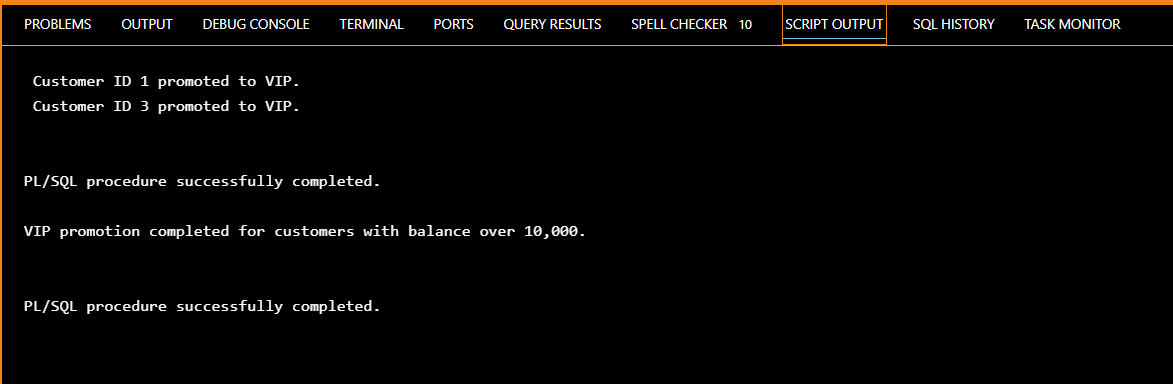 PROBLEMS OUTPUT DEBUG CONSOLE TERMINAL PORTS QUERY RESULTS SPELL CHECKER 10 SCRIPT OUTPUT SQL HISTORY TASK MONITOR
Customer ID 1 promoted to VIP.
Customer ID 3 promoted to VIP.
PL/SQL procedure successfully completed.
VIP promotion completed for customers with balance over 10,000.
PL/SQL procedure successfully completed.